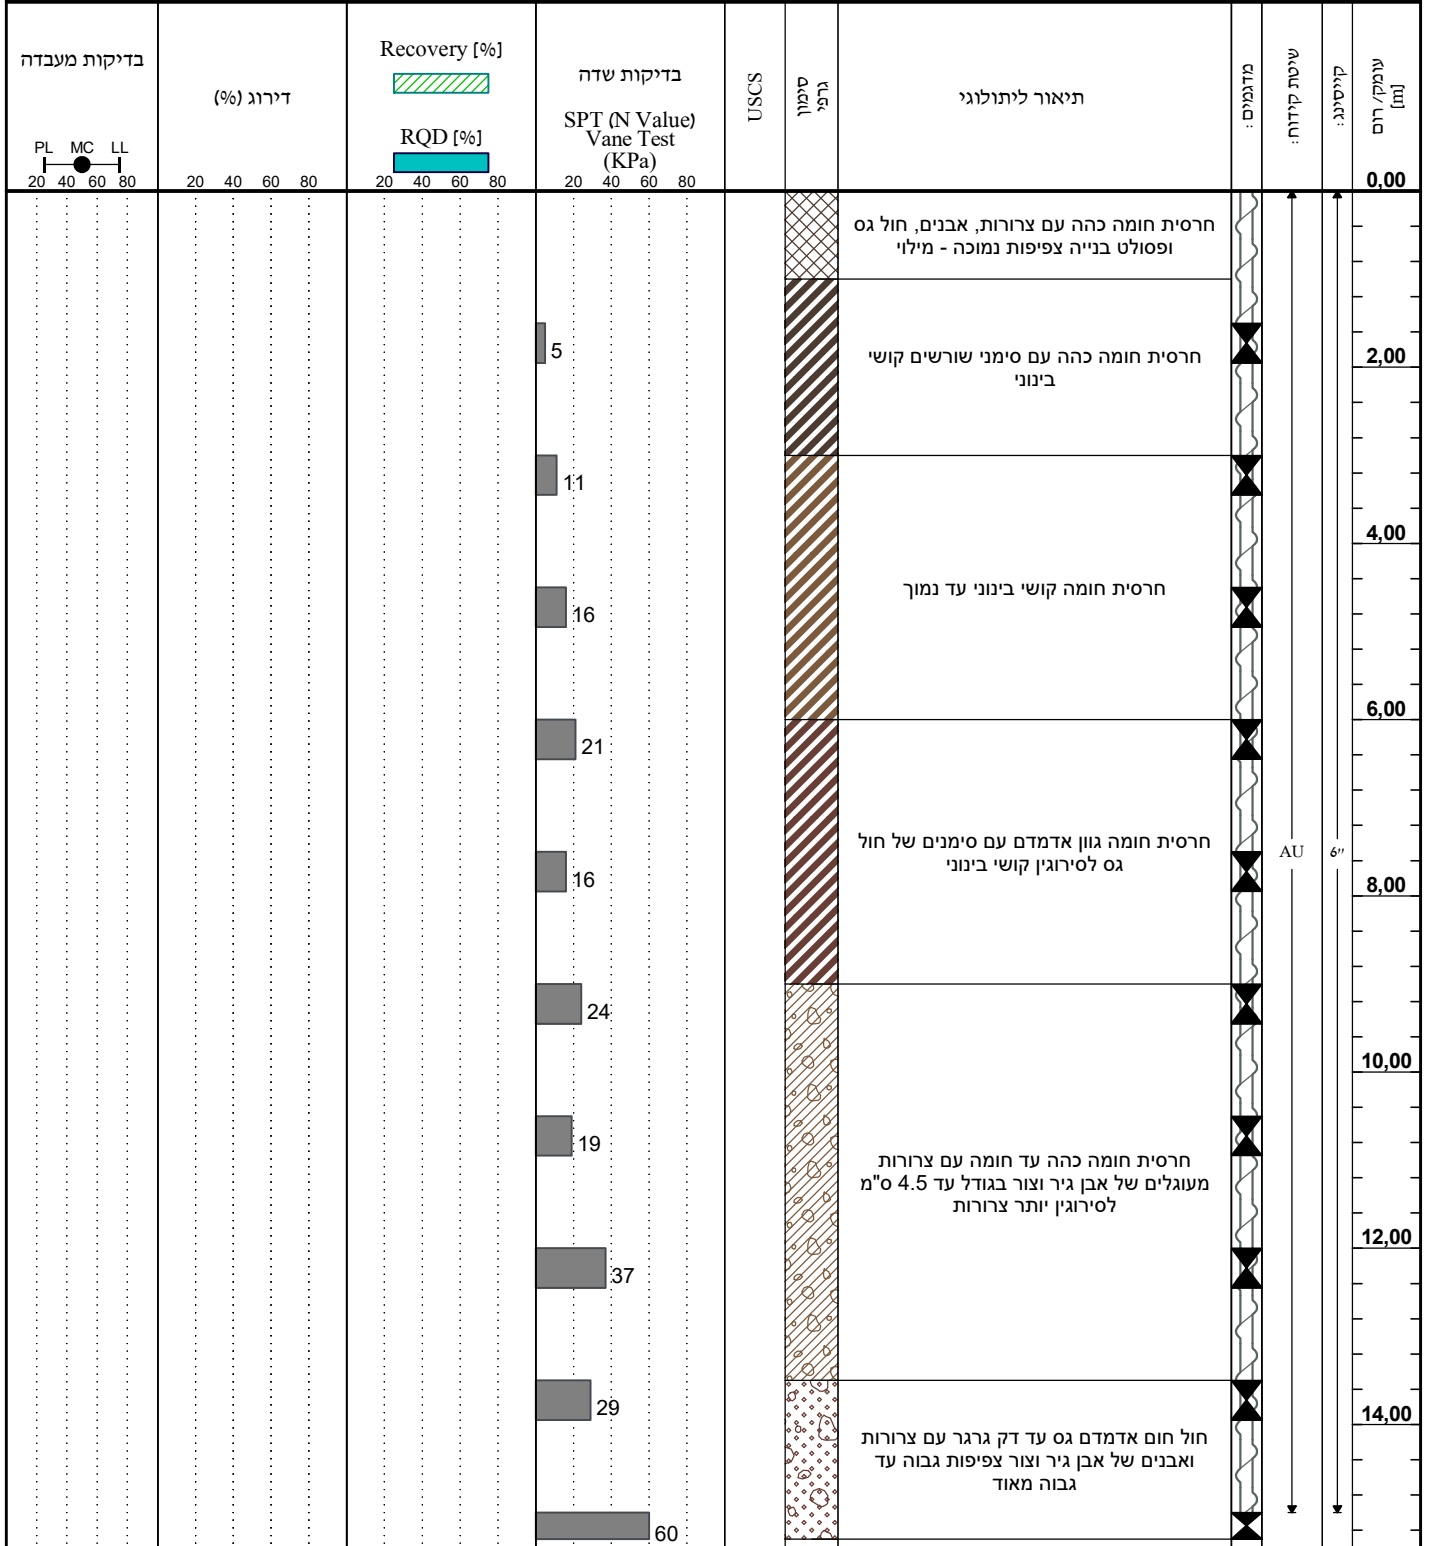 בדיקות מעבדה
PL MC LL
20 40 60 80
דירוג (%)
20 40 60 80
Recovery [%]
RQD [%]
20 40 60 80
בדיקות שדה
SPT (N Value)
Vane Test
(KPa)
20 40 60 80
USCS
סימון
גרפי
תיאור ליתולוגי
מדגמים:
שיטת קידוח:
קייסינג:
עומק/ רום
[m]
0,00
חרסית חומה כהה עם צרורות, אבנים, חול גס
ופסולט בנייה צפיפות נמוכה - מילוי
5
חרסית חומה כהה עם סימני שורשים קושי
בינוני
2,00
11
4,00
16
חרסית חומה קושי בינוני עד נמוך
6,00
21
חרסית חומה גוון אדמדם עם סימנים של חול
גס לסירוגין קושי בינוני
16
AU
6"
8,00
24
10,00
19
חרסית חומה כהה עד חומה עם צרורות
מעוגלים של אבן גיר וצור בגודל עד 4.5 ס"מ
לסירוגין יותר צרורות
12,00
37
29
14,00
חול חום אדמדם גס עד דק גרגר עם צרורות
ואבנים של אבן גיר וצור צפיפות גבוה עד
גבוה מאוד
60